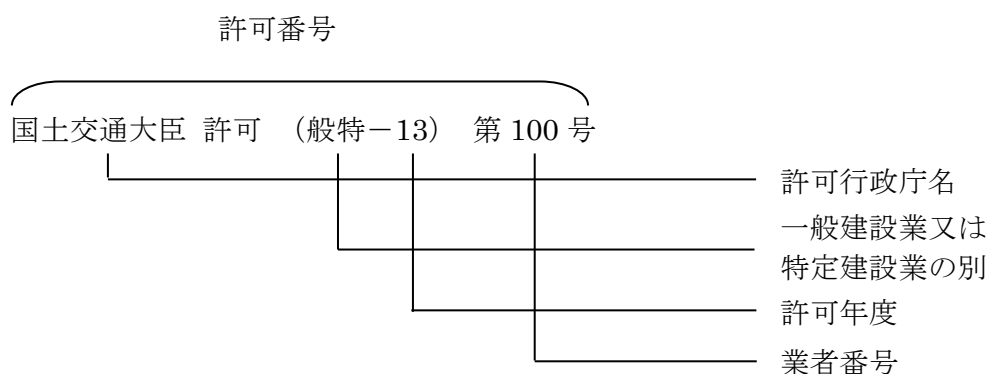 許可番号
国土交通大臣 許可 （般特－13） 第 100 号
許可行政庁名
一般建設業又は
特定建設業の別
許可年度
業者番号